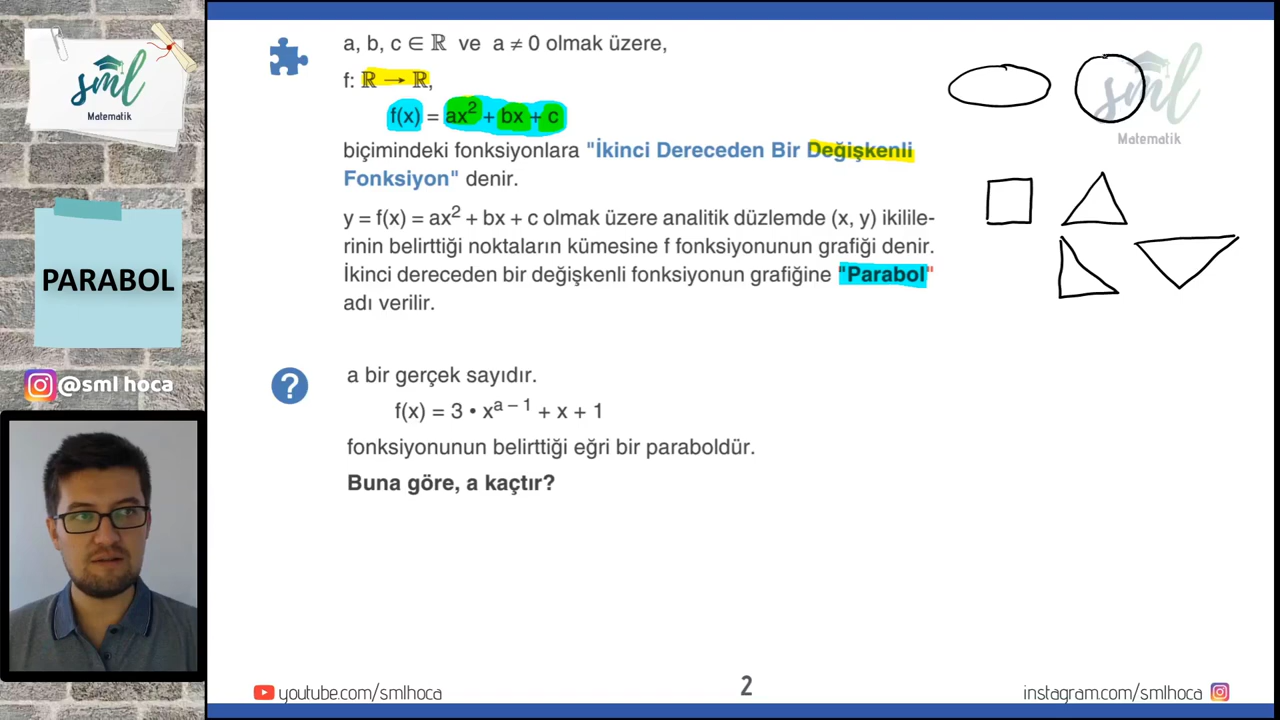 sml
Matematik
PARABOL
@sml hoca
a, b, c ∈ ℝ ve a ≠ 0 olmak üzere,
f: ℝ → ℝ,
f(x) = ax² + bx + c
biçimindeki fonksiyonlara "İkinci Dereceden Bir Değişkenli
Fonksiyon" denir.
y = f(x) = ax² + bx + c olmak üzere analitik düzlemde (x, y) ikilile-
rinin belirttiği noktaların kümesine f fonksiyonunun grafiği denir.
İkinci dereceden bir değişkenli fonksiyonun grafiğine "Parabol"
adı verilir.
sml
Matematik
?
a bir gerçek sayıdır.
f(x) = 3 • xᵃ⁻¹ + x + 1
fonksiyonunun belirttiği eğri bir paraboldür.
Buna göre, a kaçtır?
youtube.com/smlhoca
2
instagram.com/smlhoca